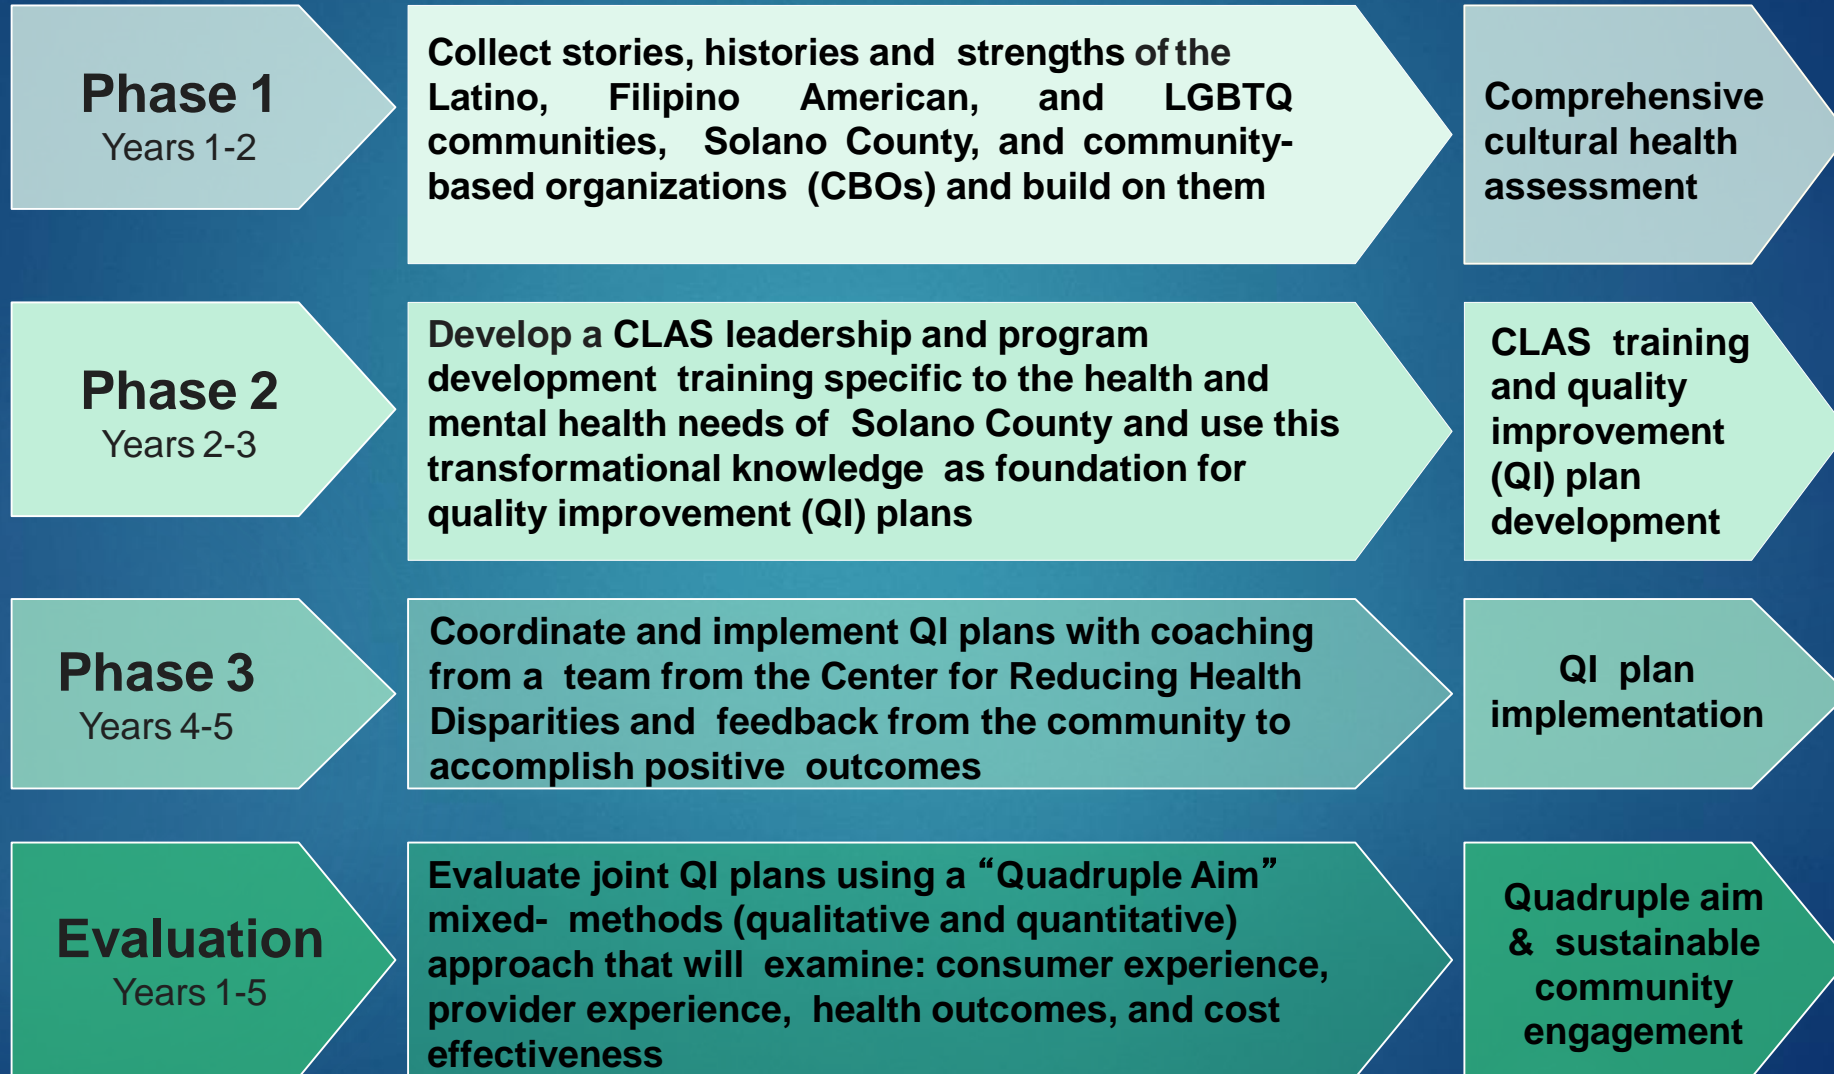 Phase 1
Years 1-2
Collect stories, histories and strengths of the
Latino, Filipino American, and LGBTQ
communities, Solano County, and community-
based organizations (CBOs) and build on them
Comprehensive
cultural health
assessment
Phase 2
Years 2-3
Develop a CLAS leadership and program
development training specific to the health and
mental health needs of Solano County and use this
transformational knowledge as foundation for
quality improvement (QI) plans
CLAS training
and quality
improvement
(QI) plan
development
Phase 3
Years 4-5
Coordinate and implement QI plans with coaching
from a team from the Center for Reducing Health
Disparities and feedback from the community to
accomplish positive outcomes
QI plan
implementation
Evaluation
Years 1-5
Evaluate joint QI plans using a “Quadruple Aim”
mixed- methods (qualitative and quantitative)
approach that will examine: consumer experience,
provider experience, health outcomes, and cost
effectiveness
Quadruple aim
& sustainable
community
engagement